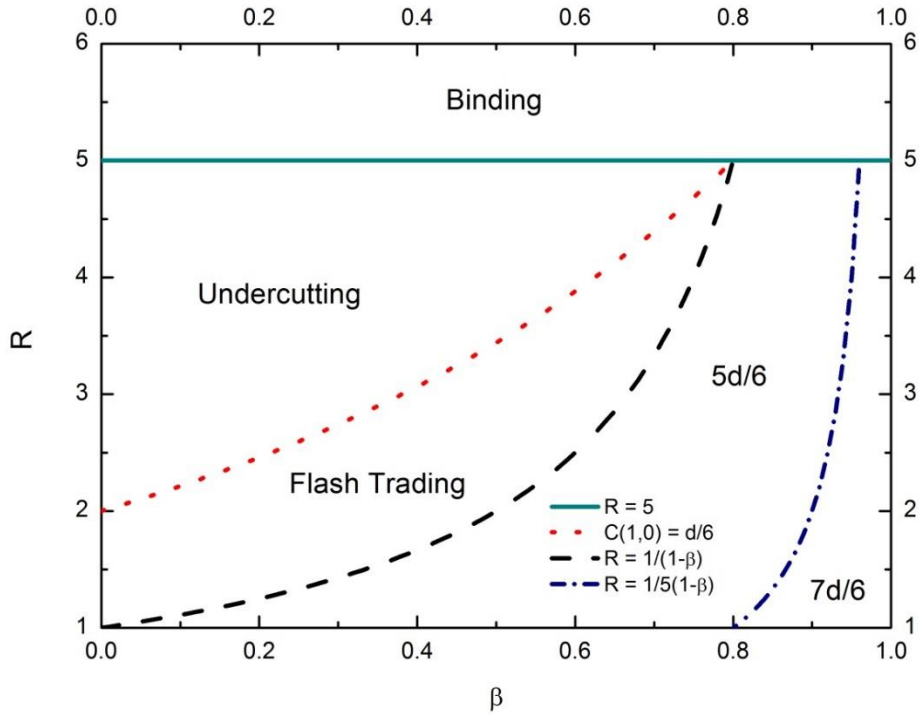 0.0 0.2 0.4 0.6 0.8 1.0
6 6
Binding
5 5
Undercutting
4 4
R
5d/6
3 3
Flash Trading
R = 5
2 2
C(1,0) = d/6
R = 1/(1-β)
R = 1/5(1-β)
7d/6
1 1
0.0 0.2 0.4 0.6 0.8 1.0
β